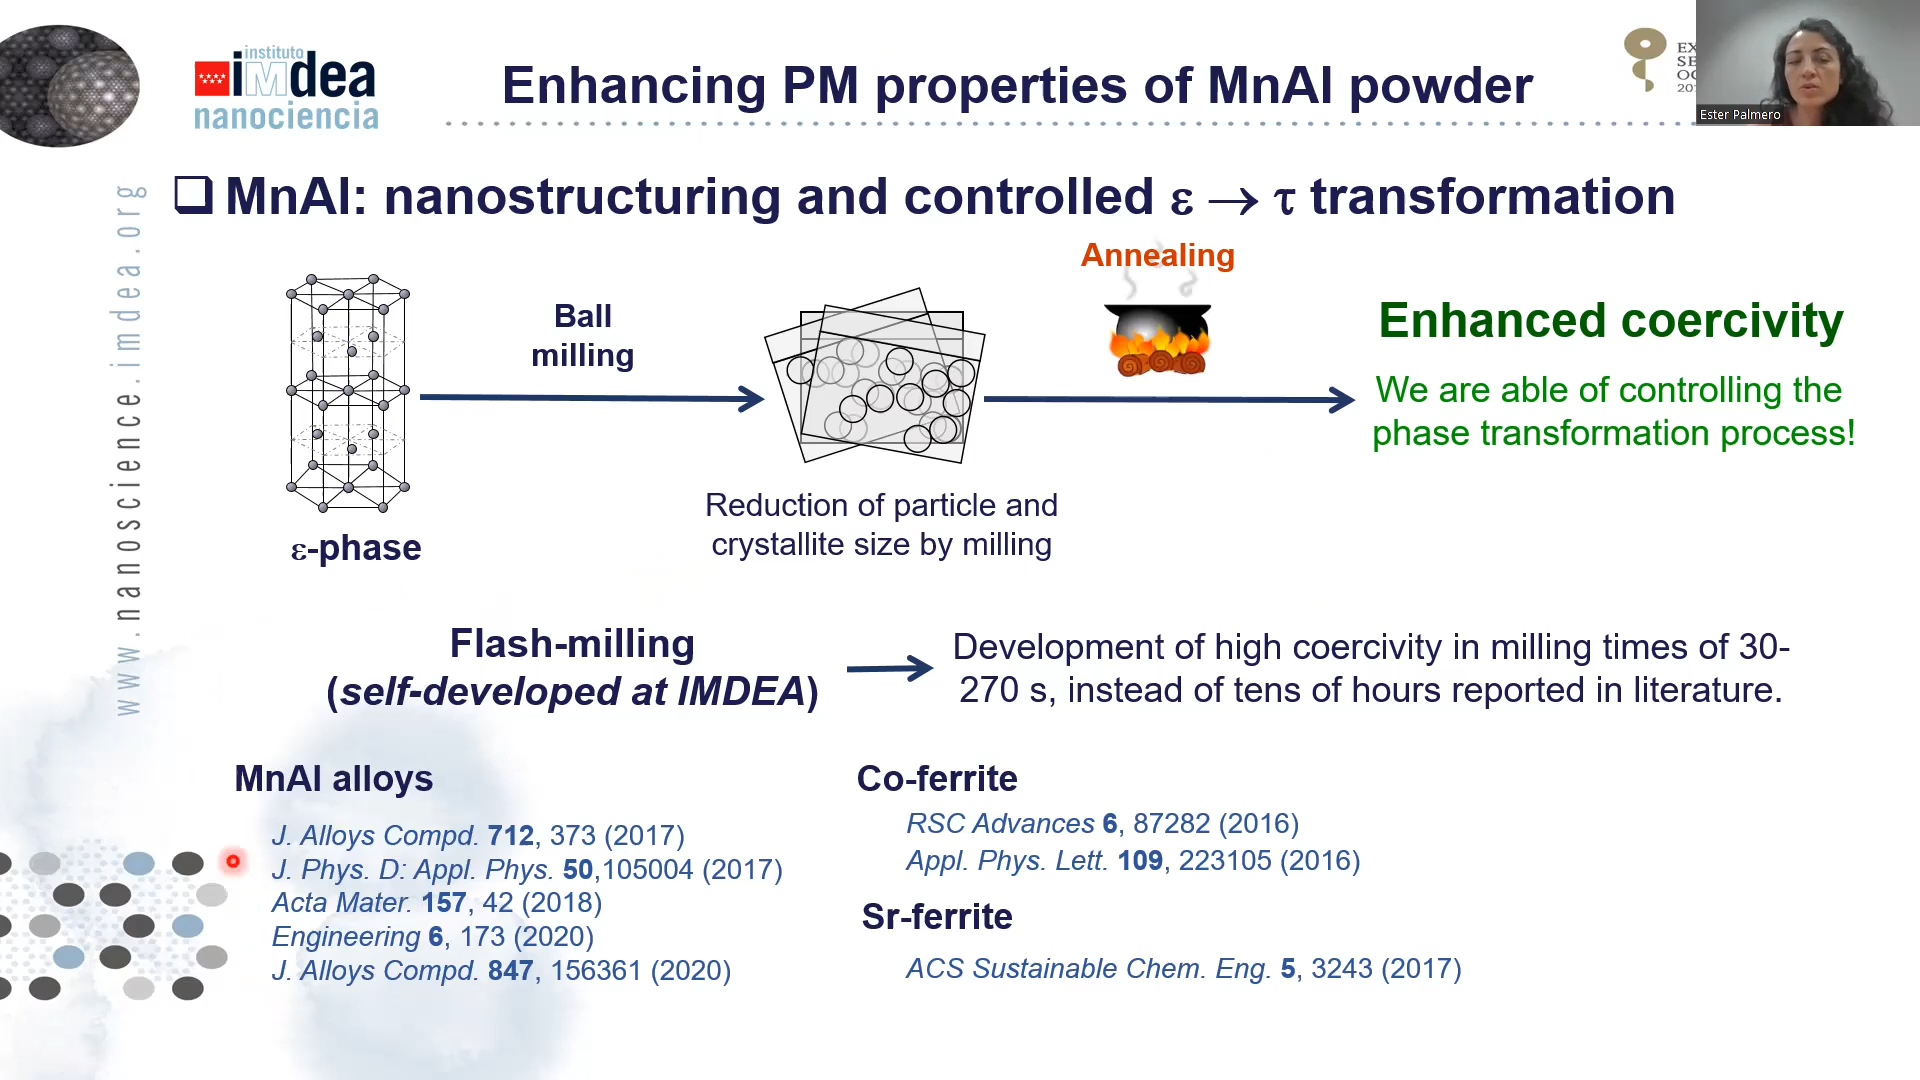 instituto
imdea
nanociencia
Enhancing PM properties of MnAl powder
Ester Palmero
www.nanoscience.imdea.org
❑ MnAl: nanostructuring and controlled ε → τ transformation
Annealing
Ball
milling
Enhanced coercivity
We are able of controlling the
phase transformation process!
Reduction of particle and
crystallite size by milling
ε-phase
Flash-milling
(self-developed at IMDEA)
Development of high coercivity in milling times of 30-
270 s, instead of tens of hours reported in literature.
MnAl alloys
J. Alloys Compd. 712, 373 (2017)
J. Phys. D: Appl. Phys. 50,105004 (2017)
Acta Mater. 157, 42 (2018)
Engineering 6, 173 (2020)
J. Alloys Compd. 847, 156361 (2020)
Co-ferrite
RSC Advances 6, 87282 (2016)
Appl. Phys. Lett. 109, 223105 (2016)
Sr-ferrite
ACS Sustainable Chem. Eng. 5, 3243 (2017)